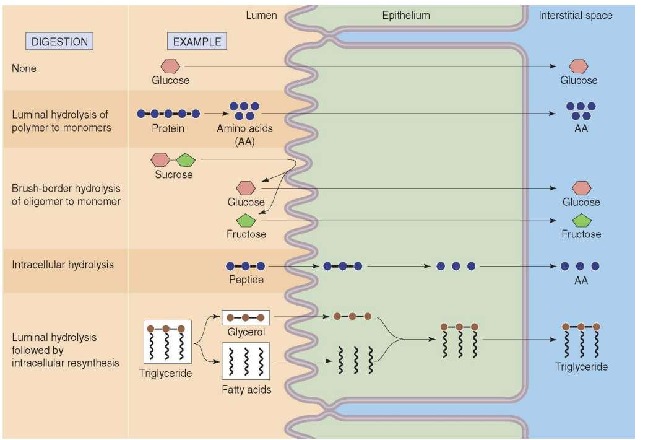 Lumen
Epithelium
Interstitial space
DIGESTION
EXAMPLE
None
Glucose
Glucose
Luminal hydrolysis of
polymer to monomers
Protein
Amino acids
(AA)
AA
Sucrose
Brush-border hydrolysis
of oligomer to monomer
Glucose
Glucose
Fructose
Fructose
Intracellular hydrolysis
Peptide
AA
Luminal hydrolysis
followed by
intracellular resynthesis
Glycerol
Triglyceride
Fatty acids
Triglyceride